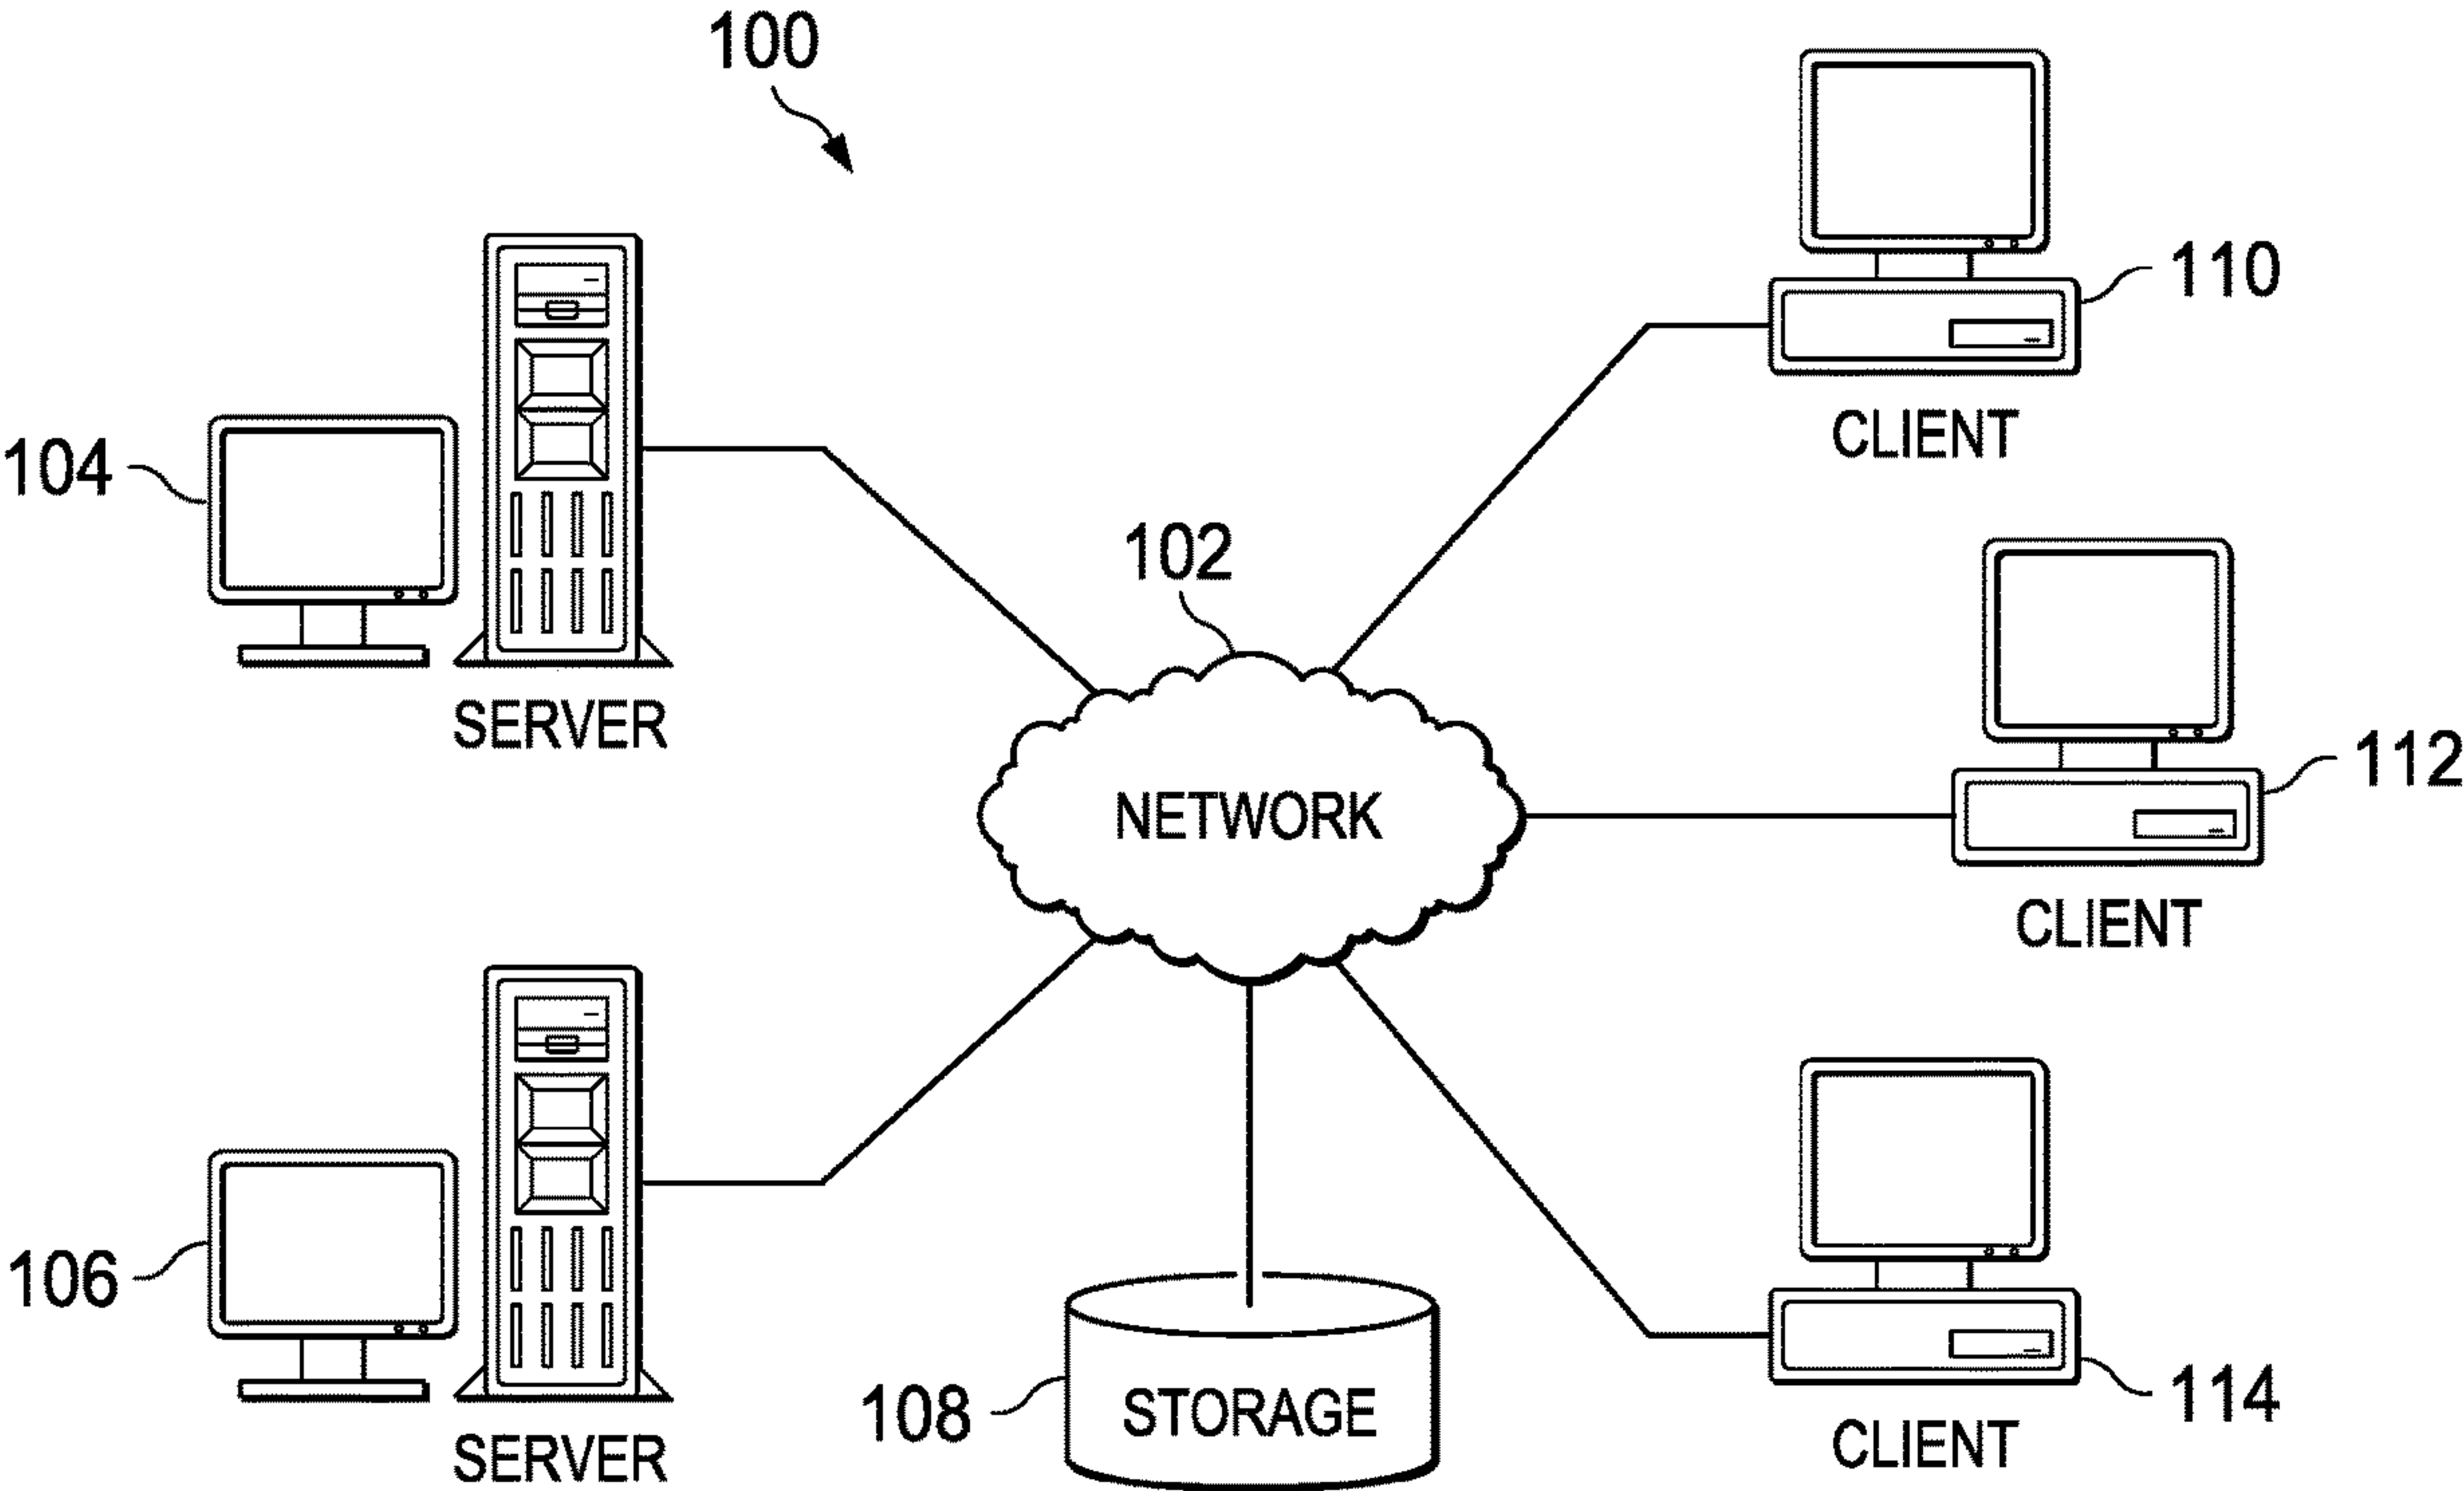 100
110
CLIENT
104
SERVER
102
NETWORK
112
CLIENT
106
SERVER
108
STORAGE
114
CLIENT